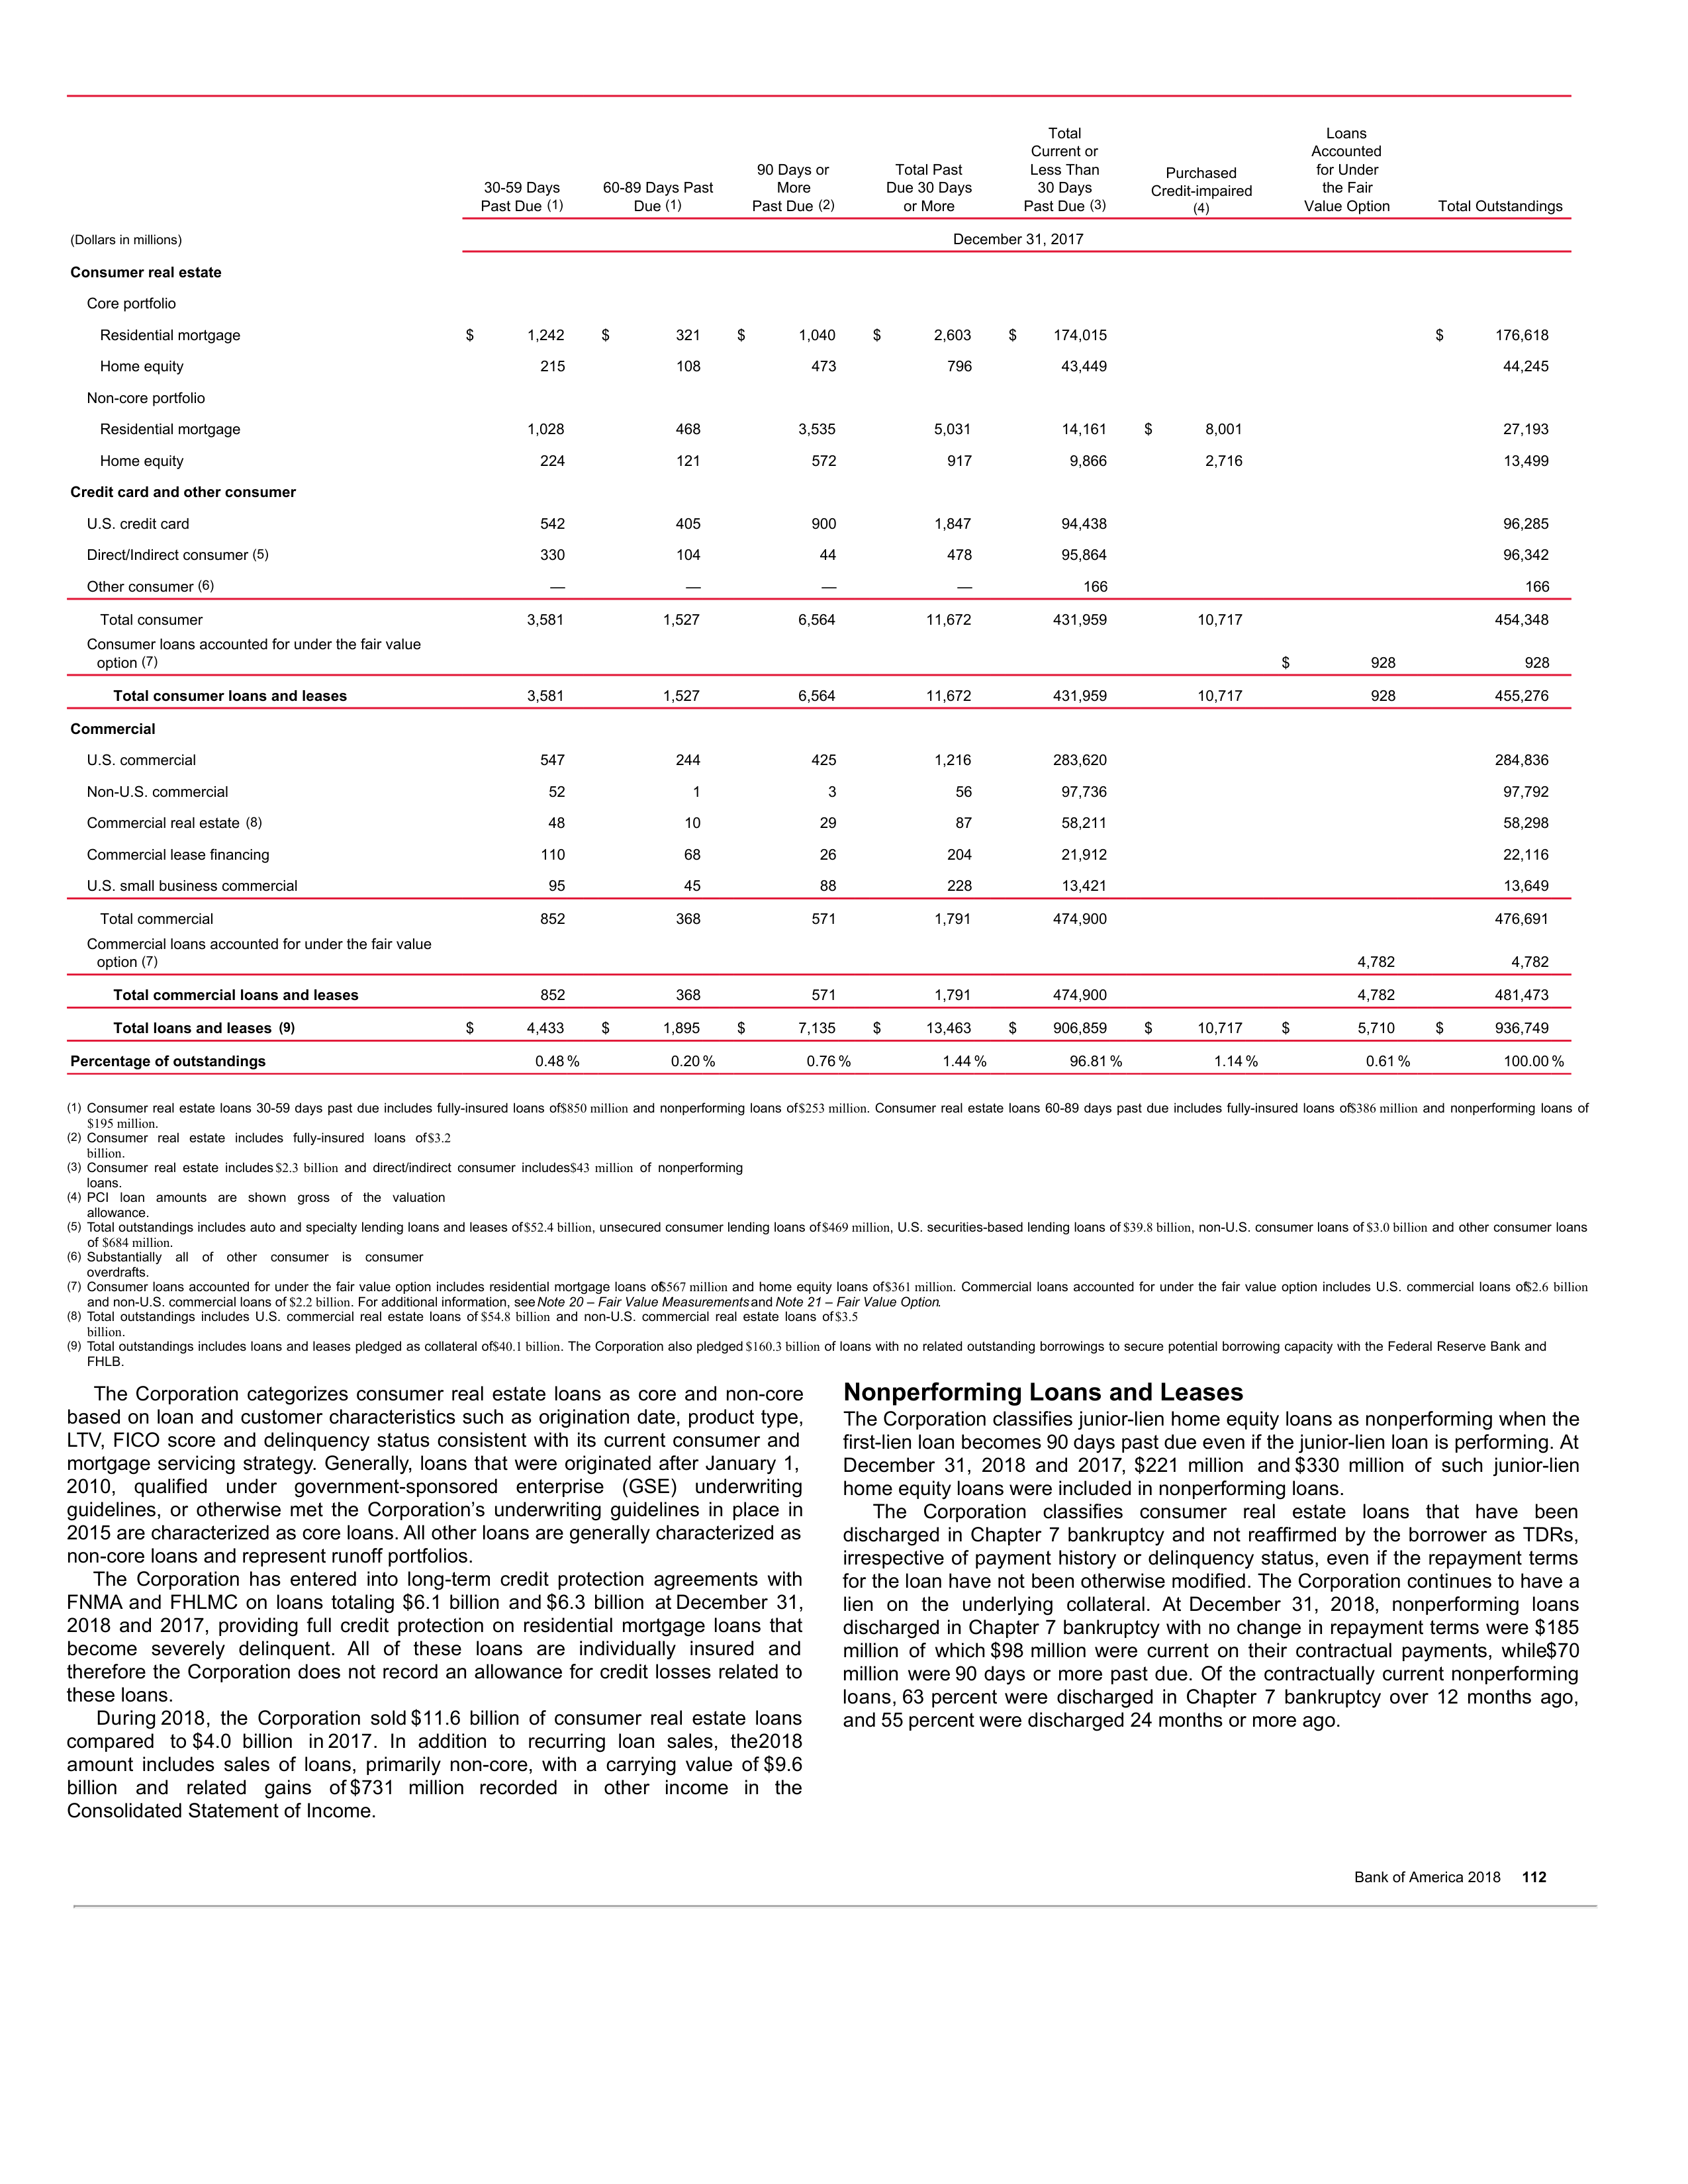 Total
Current or
Less Than
30 Days
Past Due (3)
Loans
Accounted
for Under
the Fair
Value Option
90 Days or
More
Past Due (2)
Total Past
Due 30 Days
or More
Purchased
Credit-impaired
(4)
30-59 Days
Past Due (1)
60-89 Days Past
Due (1)
Total Outstandings
(Dollars in millions) December 31, 2017
Consumer real estate
Core portfolio
Residential mortgage $ 1,242 $ 321 $ 1,040 $ 2,603 $ 174,015 $ 176,618
Home equity 215 108 473 796 43,449 44,245
Non-core portfolio
Residential mortgage 1,028 468 3,535 5,031 14,161 $ 8,001 27,193
Home equity 224 121 572 917 9,866 2,716 13,499
Credit card and other consumer
U.S. credit card 542 405 900 1,847 94,438 96,285
Direct/Indirect consumer (5) 330 104 44 478 95,864 96,342
Other consumer (6) — — — — 166 166
Total consumer 3,581 1,527 6,564 11,672 431,959 10,717 454,348
Consumer loans accounted for under the fair value
option (7) $ 928 928
Total consumer loans and leases 3,581 1,527 6,564 11,672 431,959 10,717 928 455,276
Commercial
U.S. commercial 547 244 425 1,216 283,620 284,836
Non-U.S. commercial 52 1 3 56 97,736 97,792
Commercial real estate (8) 48 10 29 87 58,211 58,298
Commercial lease financing 110 68 26 204 21,912 22,116
U.S. small business commercial 95 45 88 228 13,421 13,649
Total commercial 852 368 571 1,791 474,900 476,691
Commercial loans accounted for under the fair value
option (7) 4,782 4,782
Total commercial loans and leases 852 368 571 1,791 474,900 4,782 481,473
Total loans and leases (9) $ 4,433 $ 1,895 $ 7,135 $ 13,463 $ 906,859 $ 10,717 $ 5,710 $ 936,749
Percentage of outstandings 0.48 % 0.20 % 0.76 % 1.44 % 96.81 % 1.14 % 0.61 % 100.00 %
(1) Consumer real estate loans 30-59 days past due includes fully-insured loans of $850 million and nonperforming loans of $253 million. Consumer real estate loans 60-89 days past due includes fully-insured loans of $386 million and nonperforming loans of
$195 million.
(2) Consumer real estate includes fully-insured loans of $3.2
billion.
(3) Consumer real estate includes $2.3 billion and direct/indirect consumer includes $43 million of nonperforming
loans.
(4) PCI loan amounts are shown gross of the valuation
allowance.
(5) Total outstandings includes auto and specialty lending loans and leases of $52.4 billion, unsecured consumer lending loans of $469 million, U.S. securities-based lending loans of $39.8 billion, non-U.S. consumer loans of $3.0 billion and other consumer loans
of $684 million.
(6) Substantially all of other consumer is consumer
overdrafts.
(7) Consumer loans accounted for under the fair value option includes residential mortgage loans of $567 million and home equity loans of $361 million. Commercial loans accounted for under the fair value option includes U.S. commercial loans of $2.6 billion
and non-U.S. commercial loans of $2.2 billion. For additional information, see Note 20 – Fair Value Measurements and Note 21 – Fair Value Option.
(8) Total outstandings includes U.S. commercial real estate loans of $54.8 billion and non-U.S. commercial real estate loans of $3.5
billion.
(9) Total outstandings includes loans and leases pledged as collateral of $40.1 billion. The Corporation also pledged $160.3 billion of loans with no related outstanding borrowings to secure potential borrowing capacity with the Federal Reserve Bank and
FHLB.
The Corporation categorizes consumer real estate loans as core and non-core
based on loan and customer characteristics such as origination date, product type,
LTV, FICO score and delinquency status consistent with its current consumer and
mortgage servicing strategy. Generally, loans that were originated after January 1,
2010, qualified under government-sponsored enterprise (GSE) underwriting
guidelines, or otherwise met the Corporation's underwriting guidelines in place in
2015 are characterized as core loans. All other loans are generally characterized as
non-core loans and represent runoff portfolios.
The Corporation has entered into long-term credit protection agreements with
FNMA and FHLMC on loans totaling $6.1 billion and $6.3 billion at December 31,
2018 and 2017, providing full credit protection on residential mortgage loans that
become severely delinquent. All of these loans are individually insured and
therefore the Corporation does not record an allowance for credit losses related to
these loans.
During 2018, the Corporation sold $11.6 billion of consumer real estate loans
compared to $4.0 billion in 2017. In addition to recurring loan sales, the2018
amount includes sales of loans, primarily non-core, with a carrying value of $9.6
billion and related gains of $731 million recorded in other income in the
Consolidated Statement of Income.
Nonperforming Loans and Leases
The Corporation classifies junior-lien home equity loans as nonperforming when the
first-lien loan becomes 90 days past due even if the junior-lien loan is performing. At
December 31, 2018 and 2017, $221 million and $330 million of such junior-lien
home equity loans were included in nonperforming loans.
The Corporation classifies consumer real estate loans that have been
discharged in Chapter 7 bankruptcy and not reaffirmed by the borrower as TDRs,
irrespective of payment history or delinquency status, even if the repayment terms
for the loan have not been otherwise modified. The Corporation continues to have a
lien on the underlying collateral. At December 31, 2018, nonperforming loans
discharged in Chapter 7 bankruptcy with no change in repayment terms were $185
million of which $98 million were current on their contractual payments, while $70
million were 90 days or more past due. Of the contractually current nonperforming
loans, 63 percent were discharged in Chapter 7 bankruptcy over 12 months ago,
and 55 percent were discharged 24 months or more ago.
Bank of America 2018 112